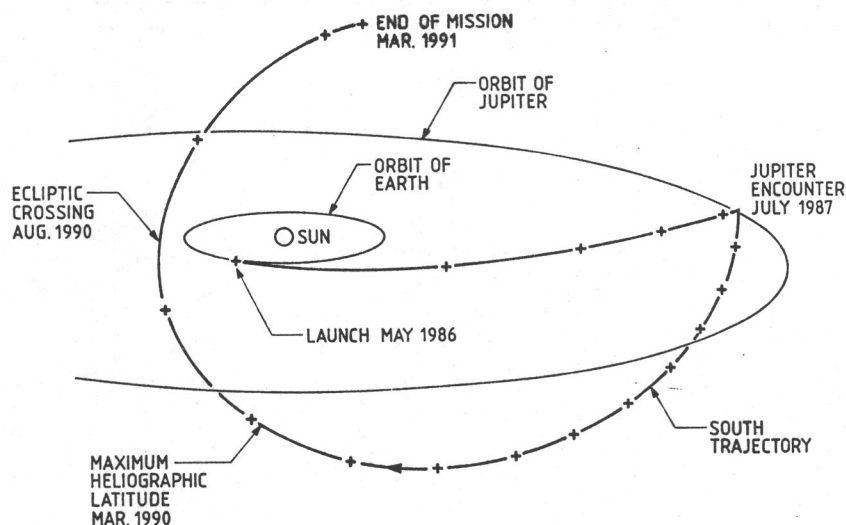 END OF MISSION
MAR. 1991
ORBIT OF
JUPITER
ORBIT OF
EARTH
JUPITER
ENCOUNTER
JULY 1987
ECLIPTIC
CROSSING
AUG. 1990
SUN
LAUNCH MAY 1986
SOUTH
TRAJECTORY
MAXIMUM
HELIOGRAPHIC
LATITUDE
MAR. 1990